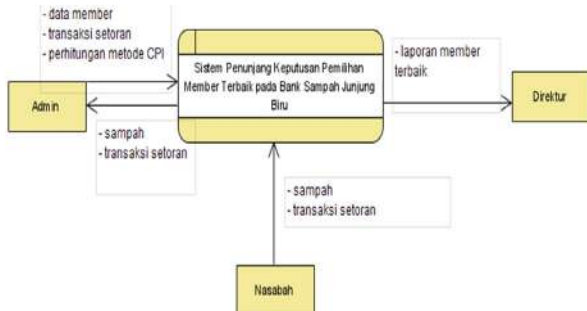 - data member
- transaksi setoran
- perhitungan metode CPI
Sistem Penunjang Keputusan Pemilihan
Member Terbaik pada Bank Sampah Junjung
Biru
- laporan member
terbaik
Admin
Direktur
- sampah
- transaksi setoran
- sampah
- transaksi setoran
Nasabah